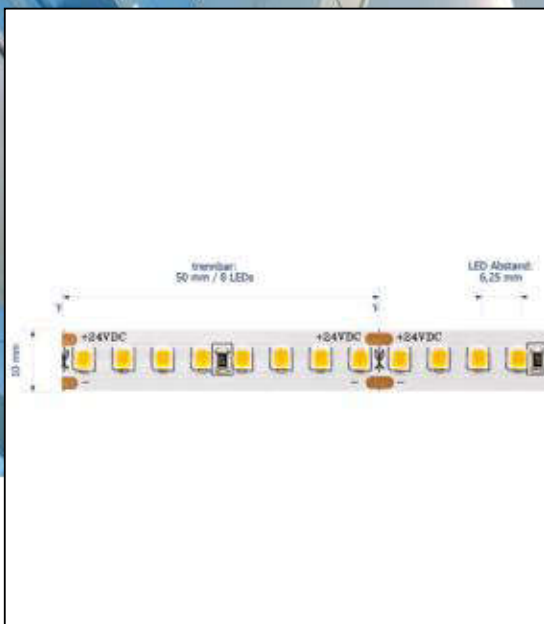 trennbar:
50 mm / 8 LEDs
LED Abstand:
6,25 mm
10 mm
+24VDC
+24VDC
+24VDC
-
-
-